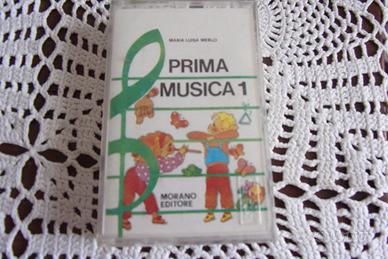 MARIA LUISA MERLO
PRIMA
MUSICA 1
MORANO
EDITORE